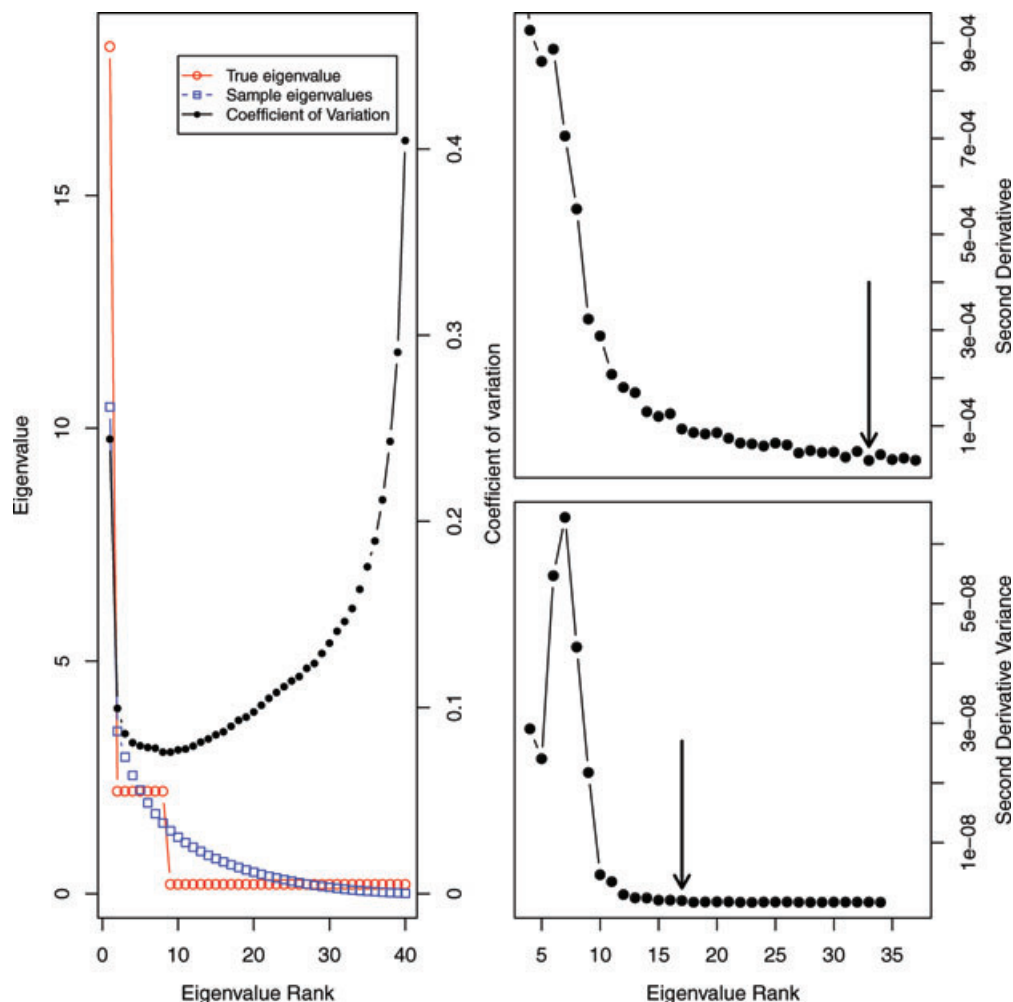 True eigenvalue
Sample eigenvalues
Coefficient of Variation
Eigenvalue
15
10
5
0
0.4
0.3
0.2
0.1
0
Coefficient of variation
0 10 20 30 40
Eigenvalue Rank
9e−04
7e−04
5e−04
3e−04
1e−04
Second Derivativee
5e−08
3e−08
1e−08
Second Derivative Variance
5 10 15 20 25 30 35
Eigenvalue Rank